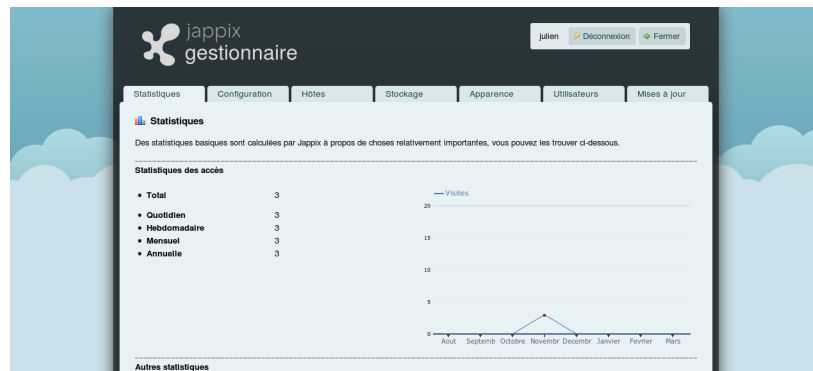 jappix
gestionnaire
julien Déconnexion Fermer
Statistiques Configuration Hôtes Stockage Apparence Utilisateurs Mises à jour
Statistiques
Des statistiques basiques sont calculées par Jappix à propos de choses relativement importantes, vous pouvez les trouver ci-dessous.
Statistiques des accès
Total 3
Quotidien 3
Hebdomadaire 3
Mensuel 3
Annuelle 3
Visites
20
15
10
5
0
Aout Septemb Octobre Novembr Decembr Janvier Fevrier Mars
Autres statistiques